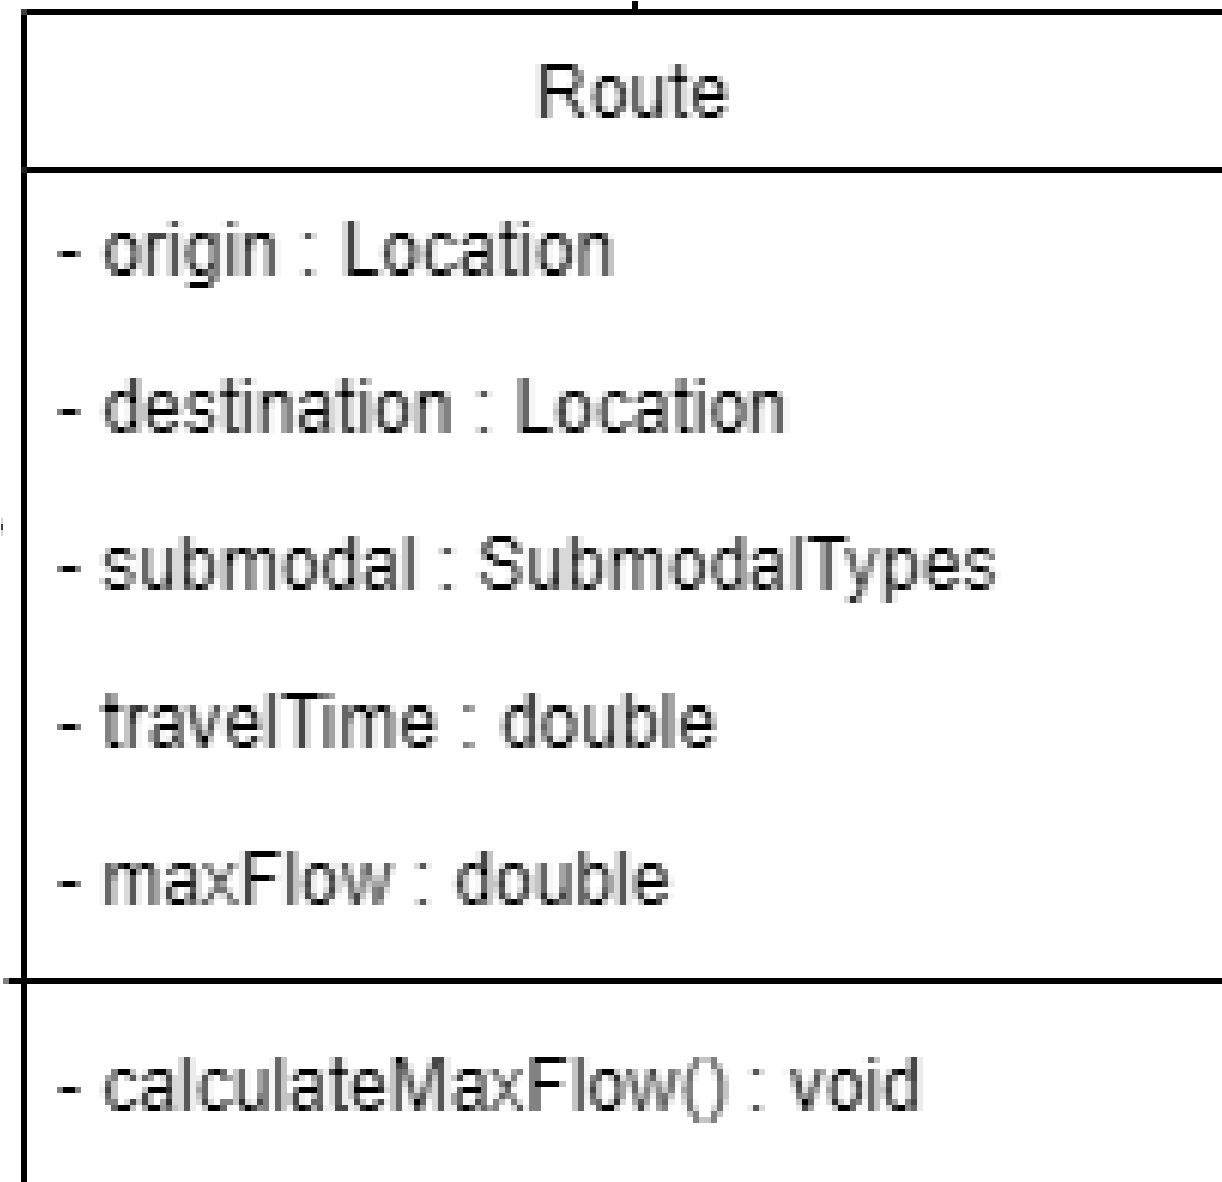 Route
- origin : Location
- destination : Location
- submodal : SubmodalTypes
- travelTime : double
- maxFlow : double
- calculateMaxFlow() : void